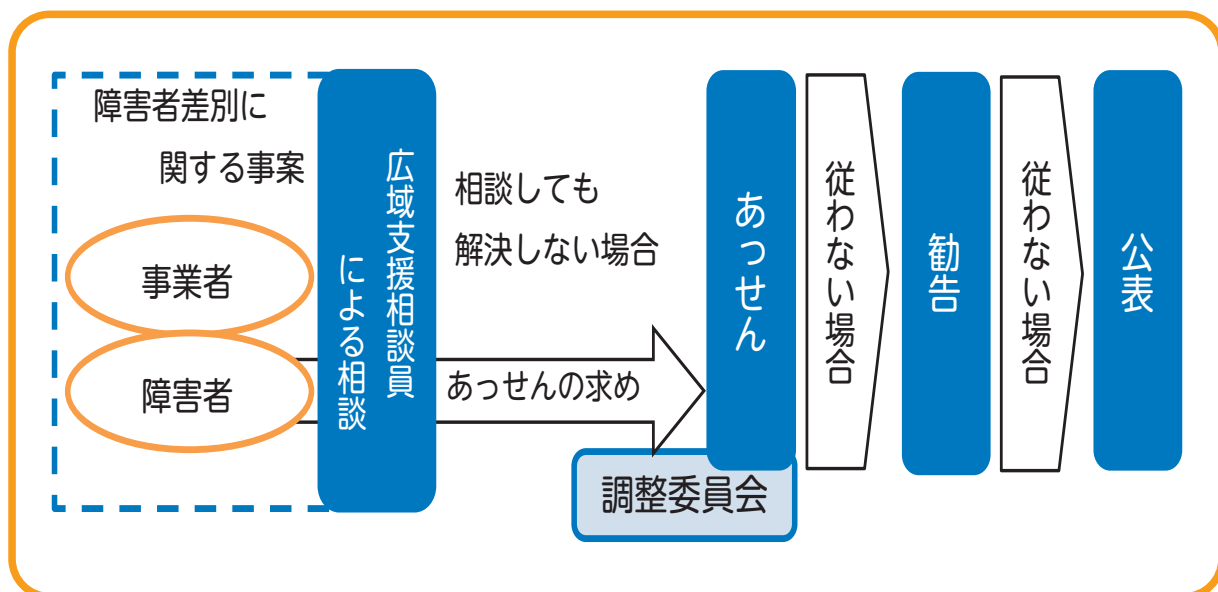 障害者差別に
関する事案
事業者
障害者
広域支援相談員
による相談
相談しても
解決しない場合
あっせんの求め
調整委員会
あっせん
従わない場合
勧告
従わない場合
公表